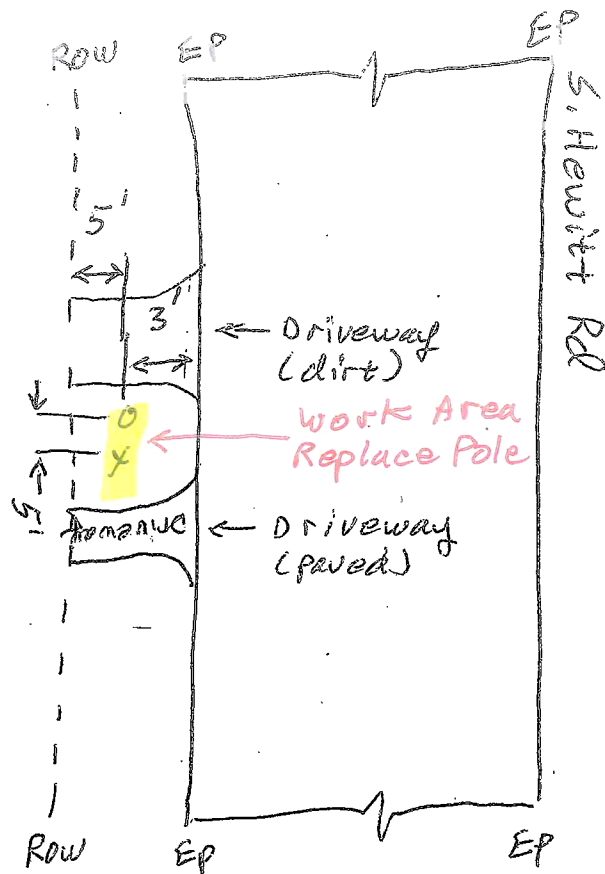 ROW
EP
EP
S. Hewitt Rd
5'
3'
Driveway
(dirt)
O
X
Work Area
Replace Pole
5'
Driveway
(paved)
ROW
EP
EP